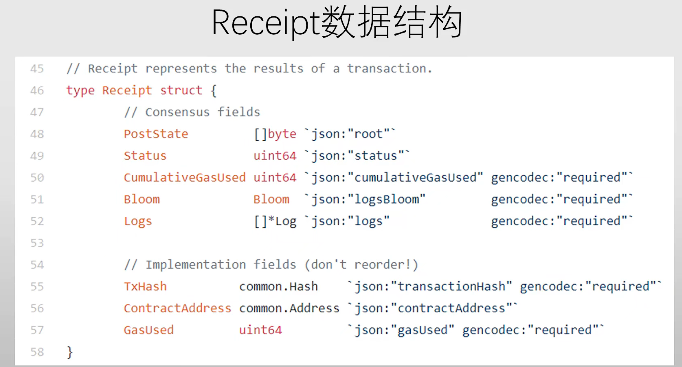 Receipt数据结构
45 // Receipt represents the results of a transaction.
46 type Receipt struct {
47 // Consensus fields
48 PostState []byte `json:"root"`
49 Status uint64 `json:"status"`
50 CumulativeGasUsed uint64 `json:"cumulativeGasUsed" gencodec:"required"`
51 Bloom Bloom `json:"logsBloom" gencodec:"required"`
52 Logs []*Log `json:"logs" gencodec:"required"`
53
54 // Implementation fields (don't reorder!)
55 TxHash common.Hash `json:"transactionHash" gencodec:"required"`
56 ContractAddress common.Address `json:"contractAddress"`
57 GasUsed uint64 `json:"gasUsed" gencodec:"required"`
58 }